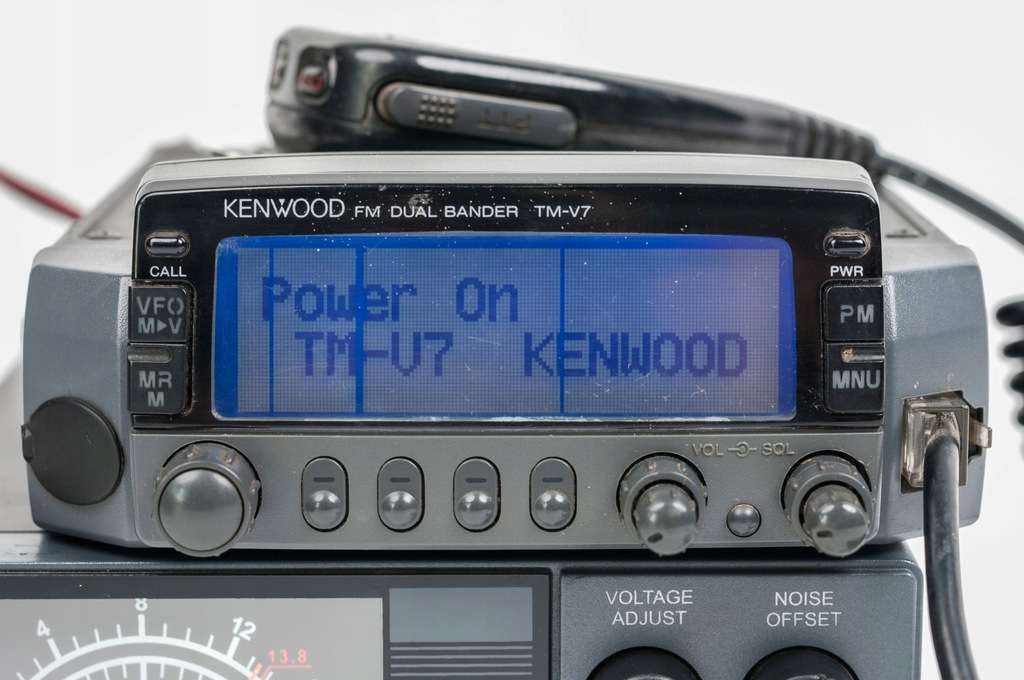 PTT
KENWOOD FM DUAL BANDER TM-V7
CALL
PWR
Power On
TM-V7 KENWOOD
VFO
M▶V
MR
M
PM
MNU
VOL SQL
4 8 12
13.8
VOLTAGE
ADJUST
NOISE
OFFSET